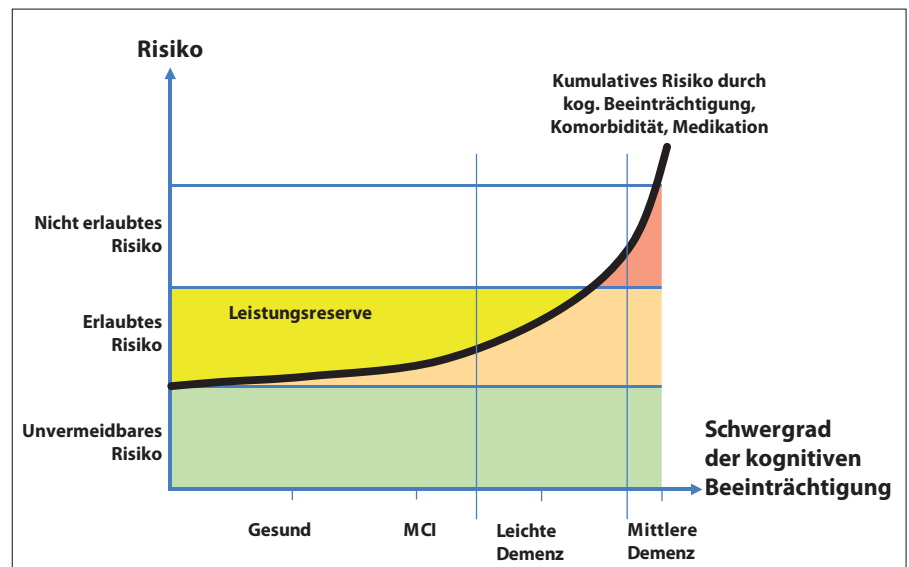 Risiko
Kumulatives Risiko durch
kog. Beeinträchtigung,
Komorbidität, Medikation
Nicht erlaubtes
Risiko
Leistungsreserve
Erlaubtes
Risiko
Unvermeidbares
Risiko
Schwergrad
der kognitiven
Beeinträchtigung
Gesund
MCI
Leichte
Demenz
Mittlere
Demenz